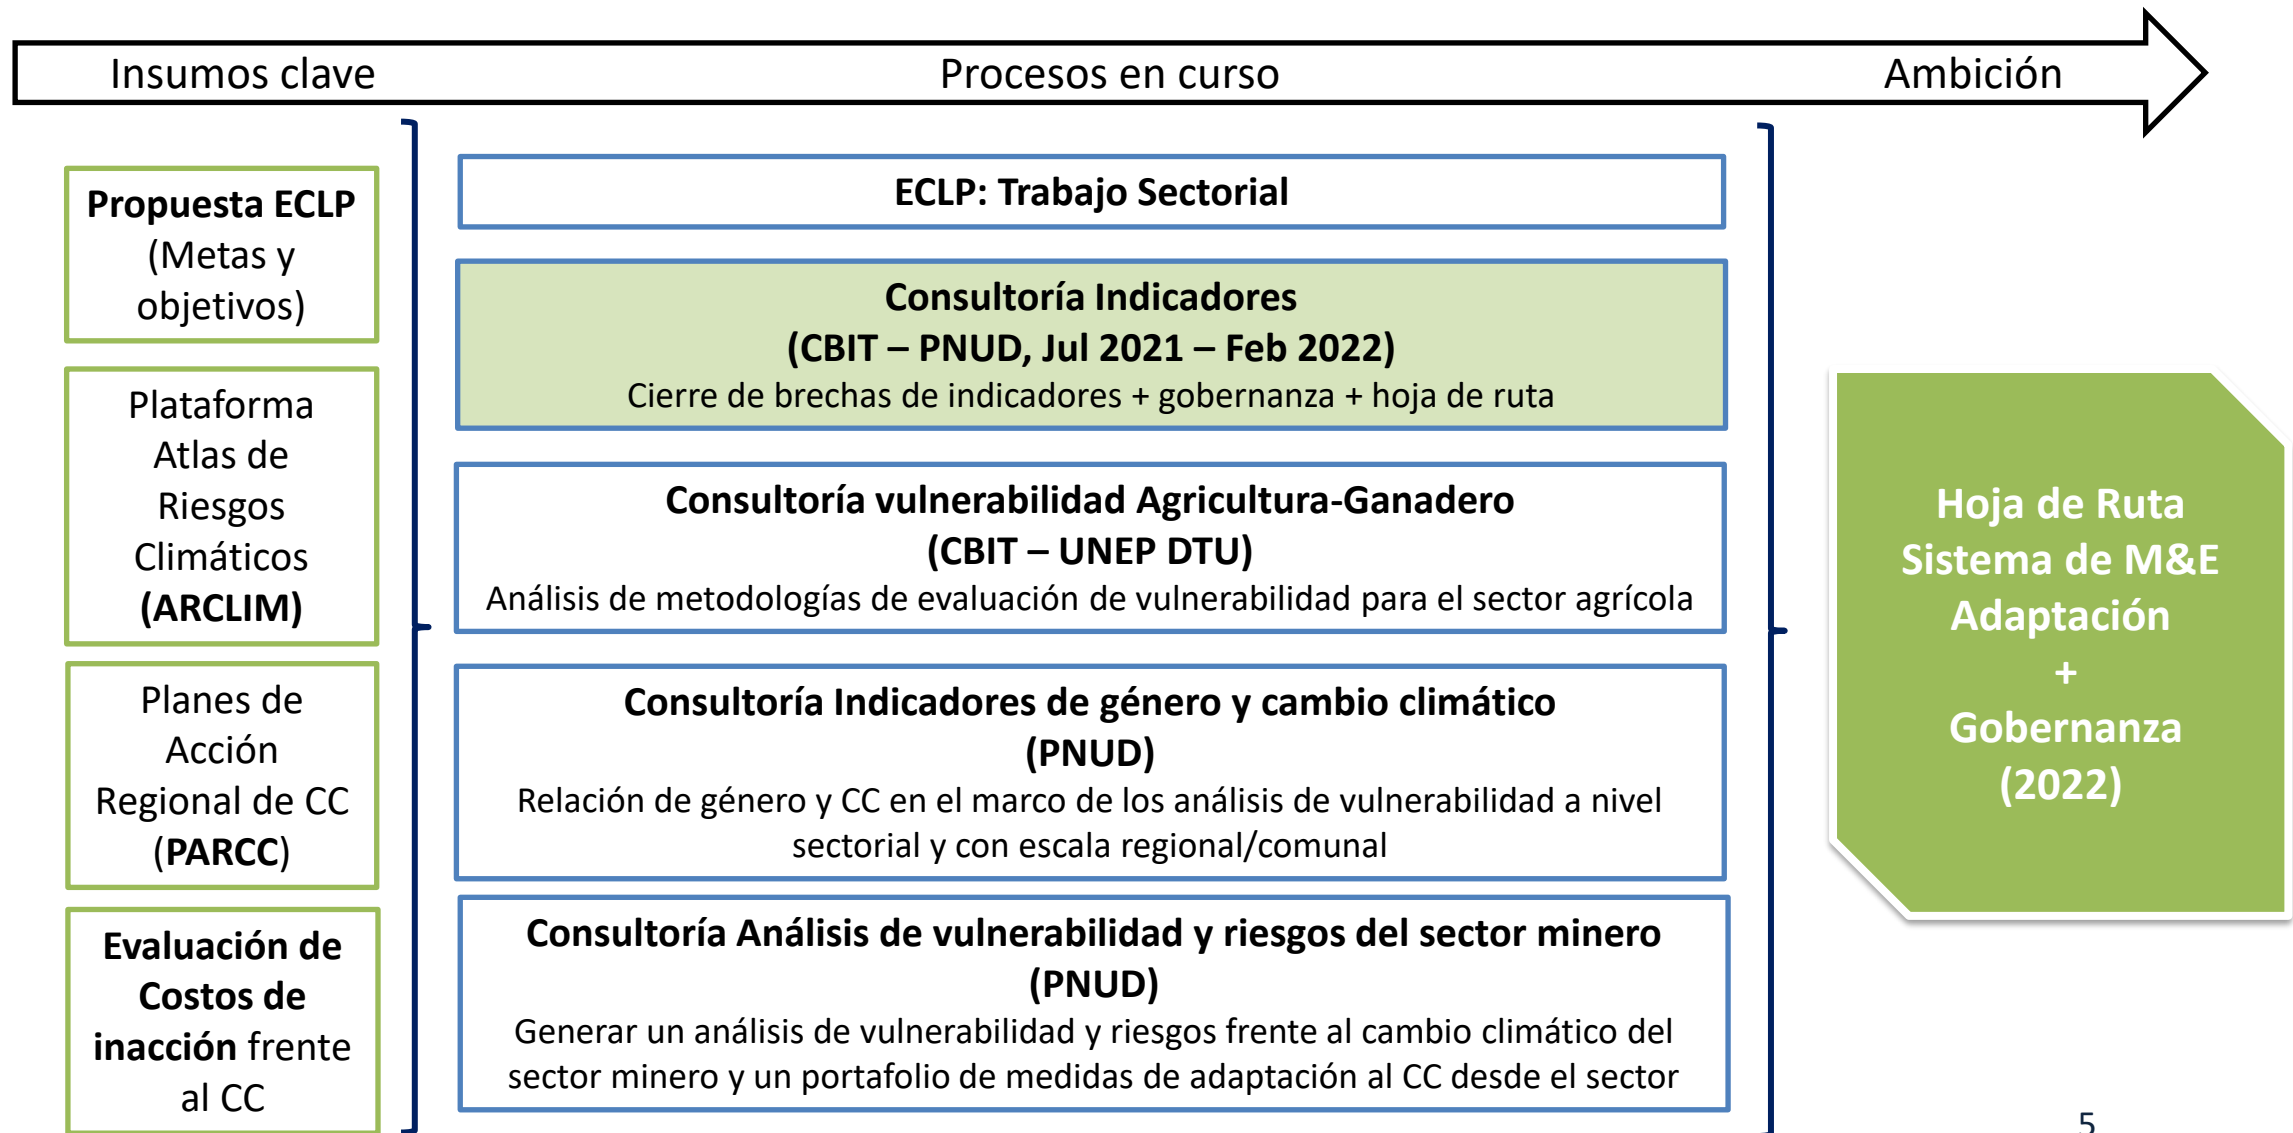 Insumos clave
Procesos en curso
Ambición
Propuesta ECLP
(Metas y
objetivos)
Plataforma
Atlas de
Riesgos
Climáticos
(ARCLIM)
Planes de
Acción
Regional de CC
(PARCC)
Evaluación de
Costos de
inacción frente
al CC
ECLP: Trabajo Sectorial
Consultoría Indicadores
(CBIT – PNUD, Jul 2021 – Feb 2022)
Cierre de brechas de indicadores + gobernanza + hoja de ruta
Consultoría vulnerabilidad Agricultura-Ganadero
(CBIT – UNEP DTU)
Análisis de metodologías de evaluación de vulnerabilidad para el sector agrícola
Consultoría Indicadores de género y cambio climático
(PNUD)
Relación de género y CC en el marco de los análisis de vulnerabilidad a nivel
sectorial y con escala regional/comunal
Consultoría Análisis de vulnerabilidad y riesgos del sector minero
(PNUD)
Generar un análisis de vulnerabilidad y riesgos frente al cambio climático del
sector minero y un portafolio de medidas de adaptación al CC desde el sector
Hoja de Ruta
Sistema de M&E
Adaptación
+
Gobernanza
(2022)
5